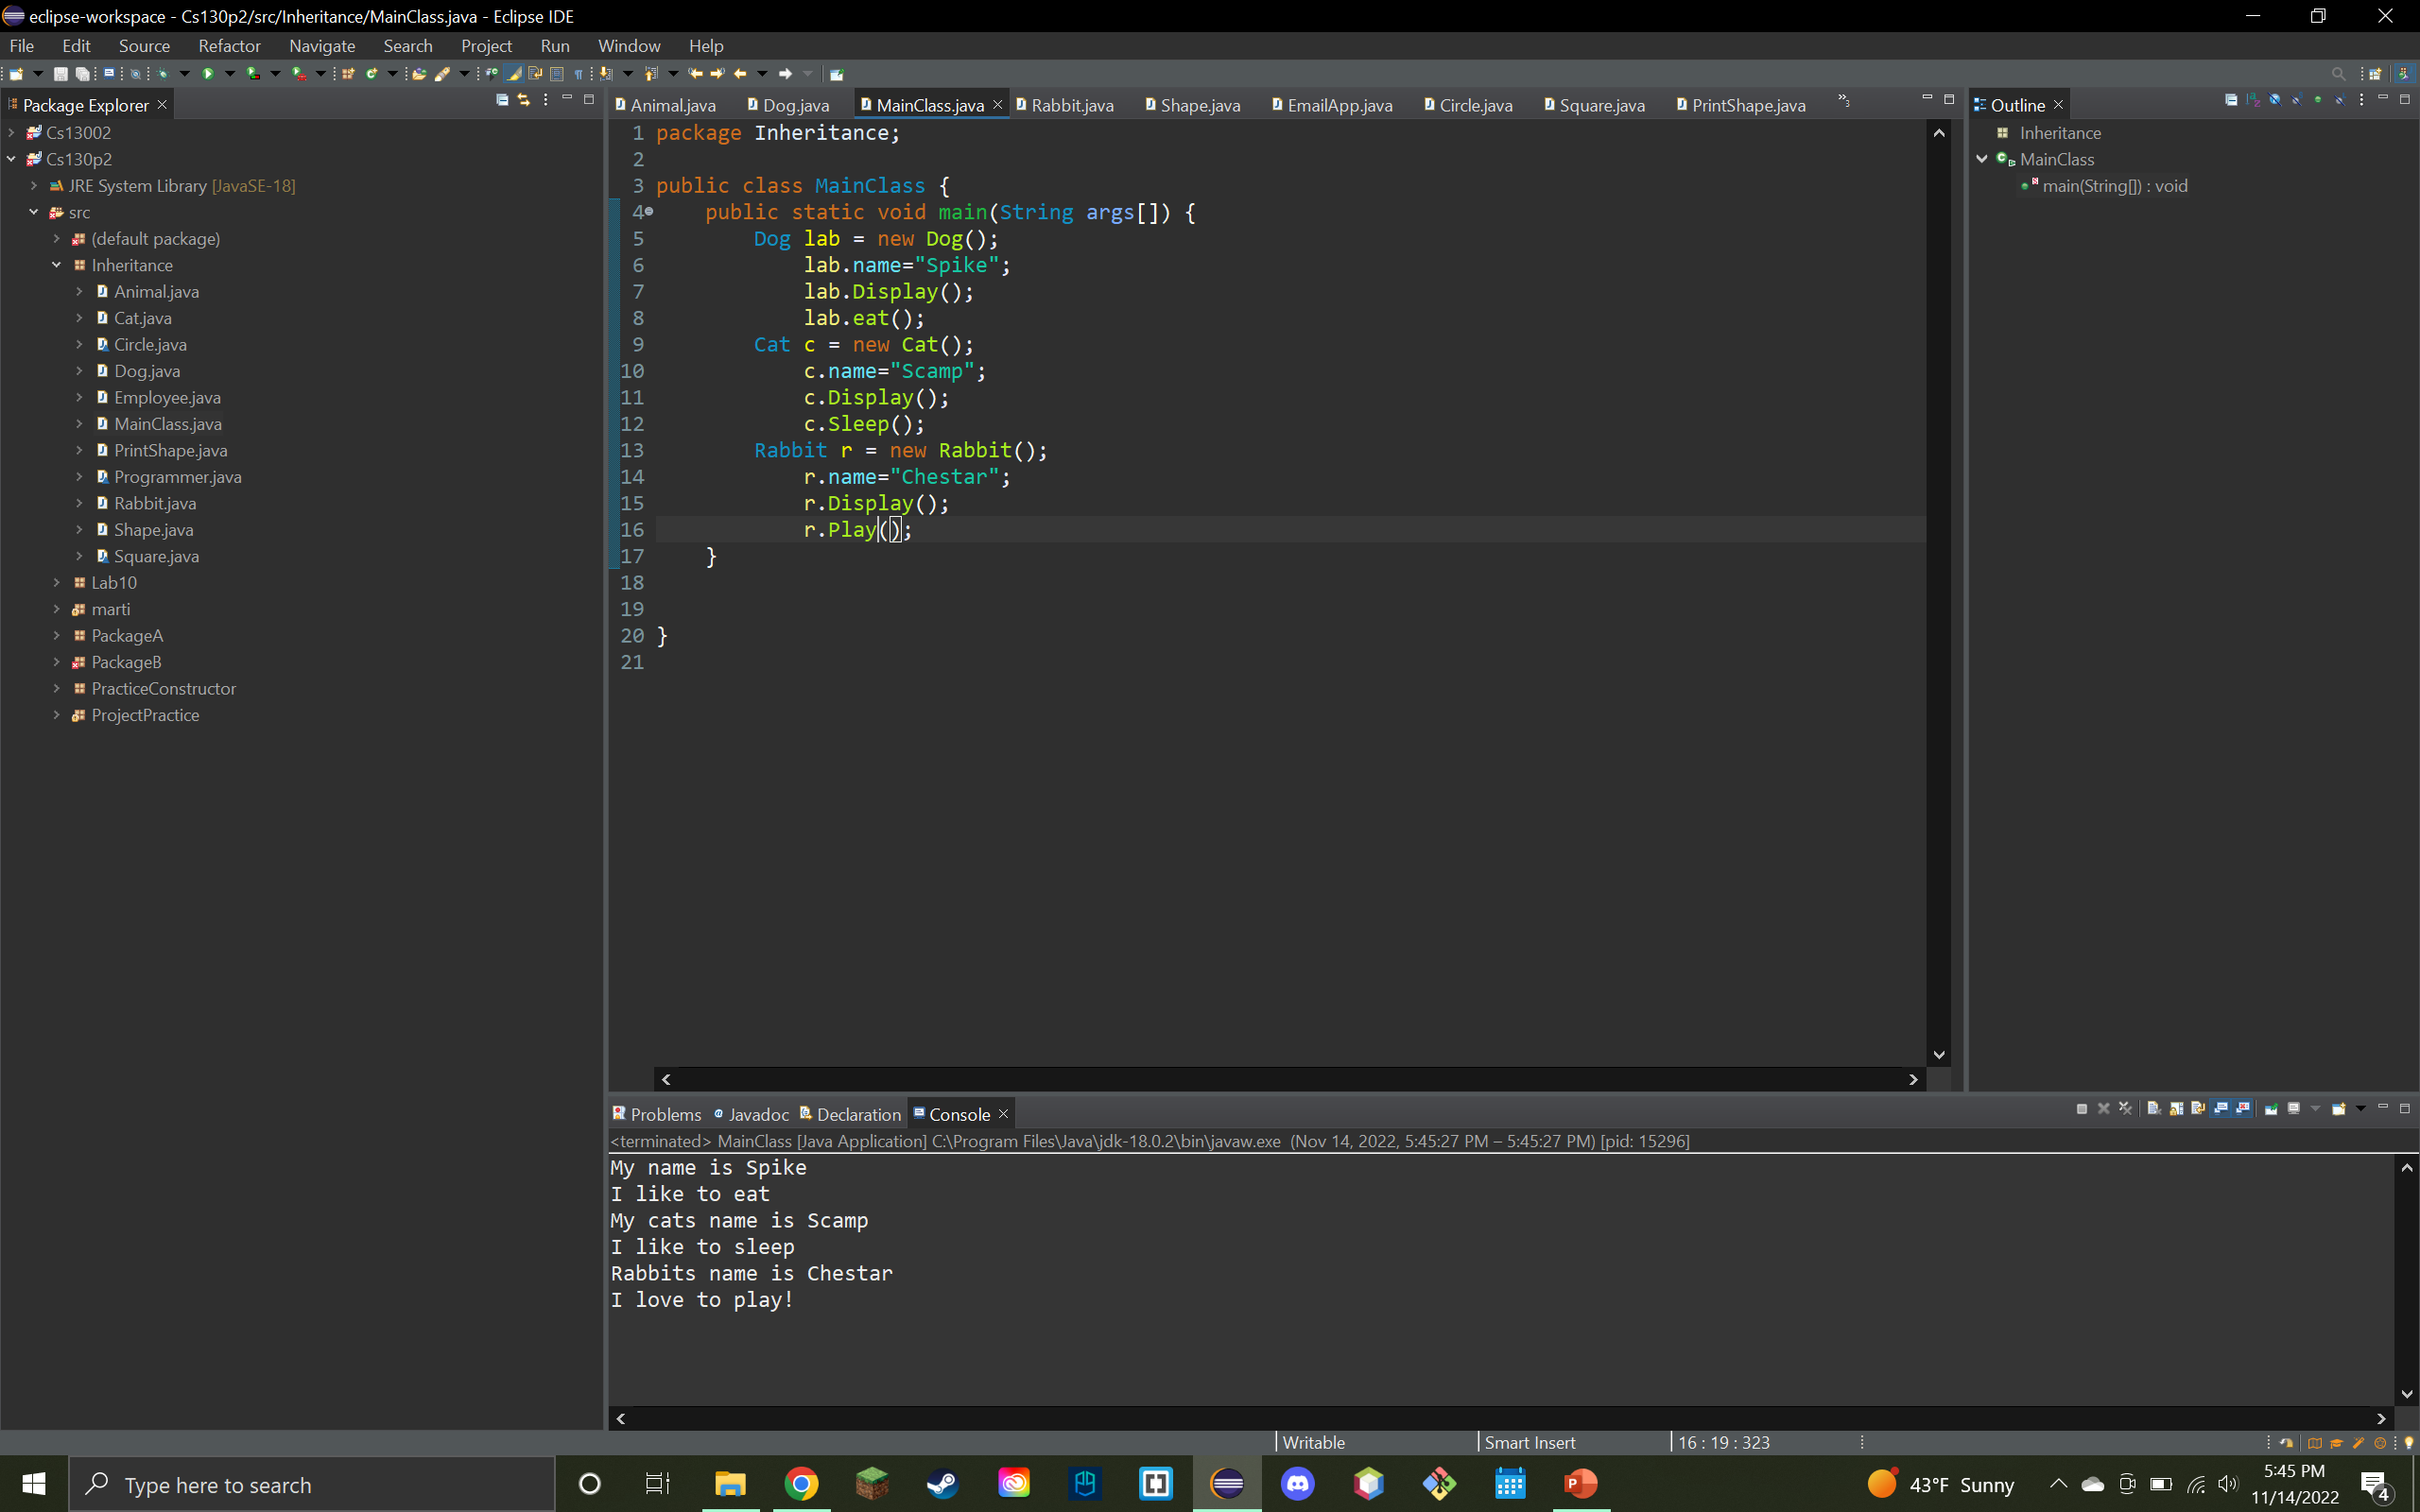 eclipse-workspace - Cs130p2/src/Inheritance/MainClass.java - Eclipse IDE
File Edit Source Refactor Navigate Search Project Run Window Help
Package Explorer
Cs13002
Cs130p2
JRE System Library [JavaSE-18]
src
(default package)
Inheritance
Animal.java
Cat.java
Circle.java
Dog.java
Employee.java
MainClass.java
PrintShape.java
Programmer.java
Rabbit.java
Shape.java
Square.java
Lab10
marti
PackageA
PackageB
PracticeConstructor
ProjectPractice
Animal.java Dog.java MainClass.java Rabbit.java Shape.java EmailApp.java Circle.java Square.java PrintShape.java »3
1 package Inheritance;
2
3 public class MainClass {
4 public static void main(String args[]) {
5 Dog lab = new Dog();
6 lab.name="Spike";
7 lab.Display();
8 lab.eat();
9 Cat c = new Cat();
10 c.name="Scamp";
11 c.Display();
12 c.Sleep();
13 Rabbit r = new Rabbit();
14 r.name="Chestar";
15 r.Display();
16 r.Play();
17 }
18
19
20 }
21
Outline
Inheritance
MainClass
main(String[]) : void
Problems Javadoc Declaration Console
<terminated> MainClass [Java Application] C:\Program Files\Java\jdk-18.0.2\bin\javaw.exe (Nov 14, 2022, 5:45:27 PM – 5:45:27 PM) [pid: 15296]
My name is Spike
I like to eat
My cats name is Scamp
I like to sleep
Rabbits name is Chestar
I love to play!
Writable Smart Insert 16 : 19 : 323
Type here to search
43°F Sunny
5:45 PM
11/14/2022
4